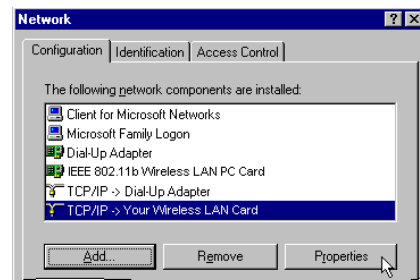 Network
Configuration Identification Access Control
The following network components are installed:
Client for Microsoft Networks
Microsoft Family Logon
Dial-Up Adapter
IEEE 802.11b Wireless LAN PC Card
TCP/IP -> Dial-Up Adapter
TCP/IP -> Your Wireless LAN Card
Add... Remove Properties